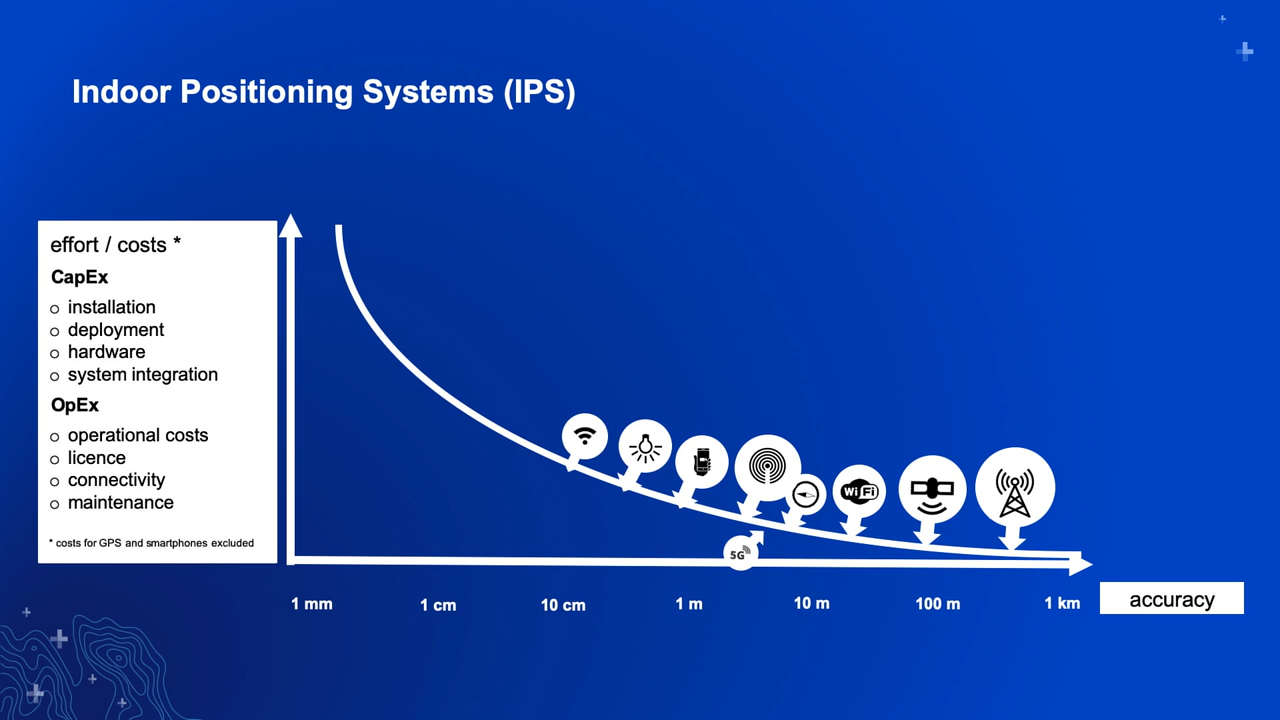 Indoor Positioning Systems (IPS)
effort / costs *
CapEx
installation
deployment
hardware
system integration
OpEx
operational costs
licence
connectivity
maintenance
* costs for GPS and smartphones excluded
WiFi
5G
1 mm
1 cm
10 cm
1 m
10 m
100 m
1 km
accuracy